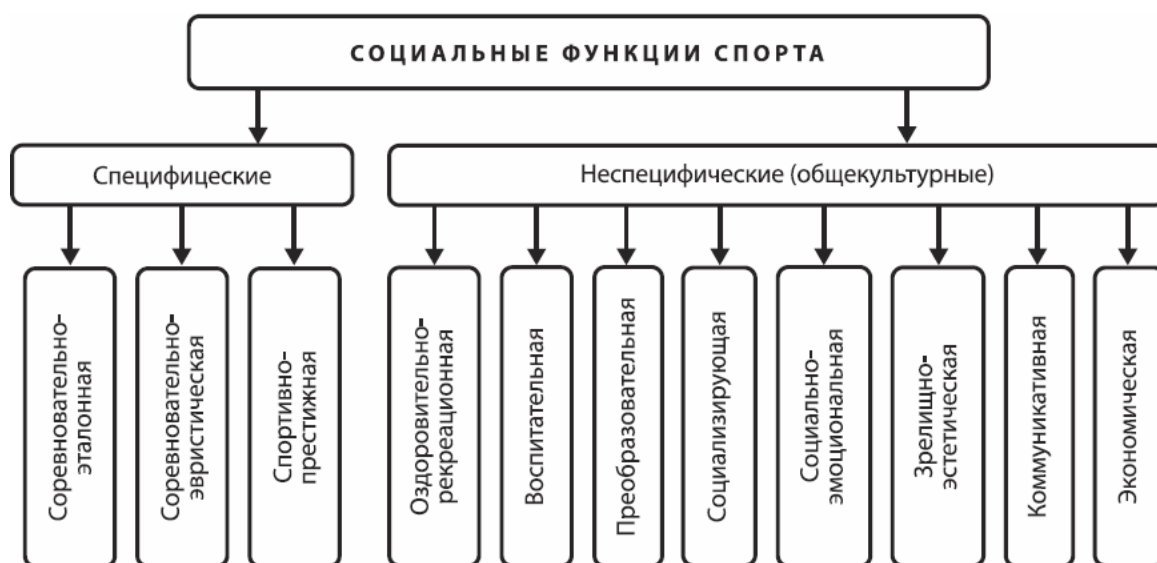 СОЦИАЛЬНЫЕ ФУНКЦИИ СПОРТА
Специфицеские
Неспецифические (общекультурные)
Соревновательно-
эталонная
Соревновательно-
эвристическая
Спортивно-
престижная
Оздоровительно-
рекреационная
Воспитательная
Преобразовательная
Социализирующая
Социально-
эмоциональная
Зрелищно-
эстетическая
Коммуникативная
Экономическая